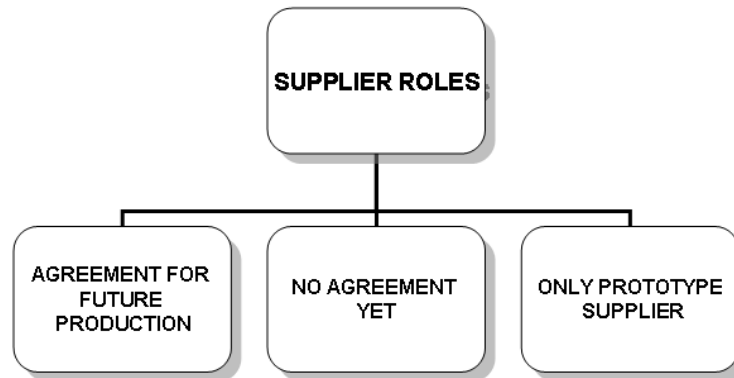 SUPPLIER ROLES
AGREEMENT FOR
FUTURE
PRODUCTION
NO AGREEMENT
YET
ONLY PROTOTYPE
SUPPLIER